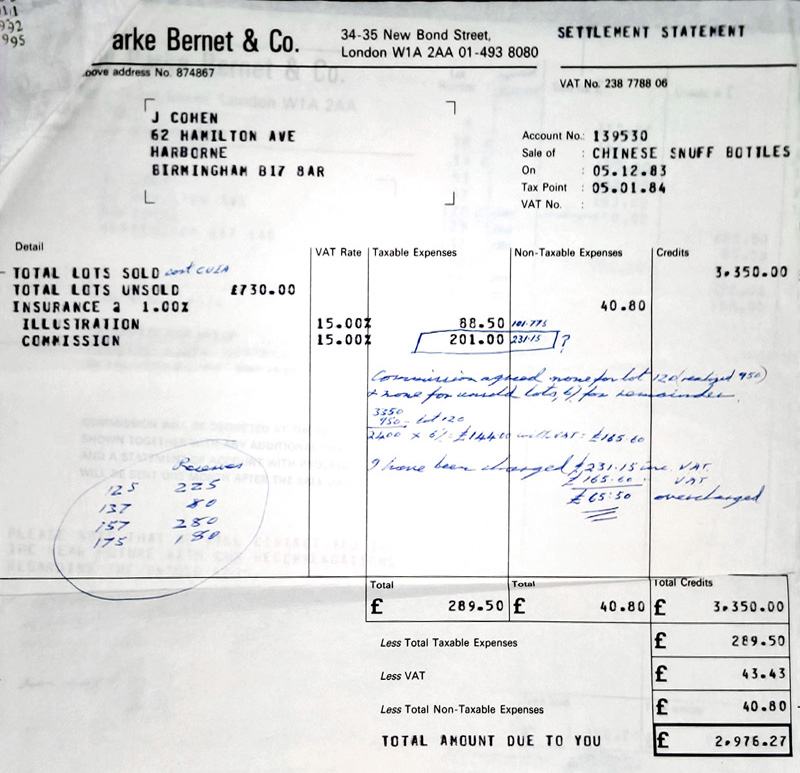 992
995
arke Bernet & Co.
34-35 New Bond Street,
London W1A 2AA 01-493 8080
SETTLEMENT STATEMENT
bove address No. 874867
VAT No. 238 7788 06
J COHEN
62 HAMILTON AVE
HARBORNE
BIRMINGHAM B17 8AR
Account No.: 139530
Sale of : CHINESE SNUFF BOTTLES
On : 05.12.83
Tax Point : 05.01.84
VAT No. :
Detail VAT Rate Taxable Expenses Non-Taxable Expenses Credits
TOTAL LOTS SOLD 3,350.00
TOTAL LOTS UNSOLD £730.00
INSURANCE @ 1.00% 40.80
ILLUSTRATION 15.00% 88.50 101.775
COMMISSION 15.00% 201.00 231.15 ?
Commission agreed none for lot 120 (realized 950)
+ none for unsold lots, 6% for remainder.
3350
950 - lot 120
2400 x 6% = £144.00 with VAT = £165.60
I have been charged £231.15 inc. VAT
£165.60 VAT
£65.50 overcharged
Reserves
125 225
137 80
157 280
175 180
Total Total Total Credits
£ 289.50 £ 40.80 £ 3,350.00
Less Total Taxable Expenses £ 289.50
Less VAT £ 43.43
Less Total Non-Taxable Expenses £ 40.80
TOTAL AMOUNT DUE TO YOU £ 2,976.27